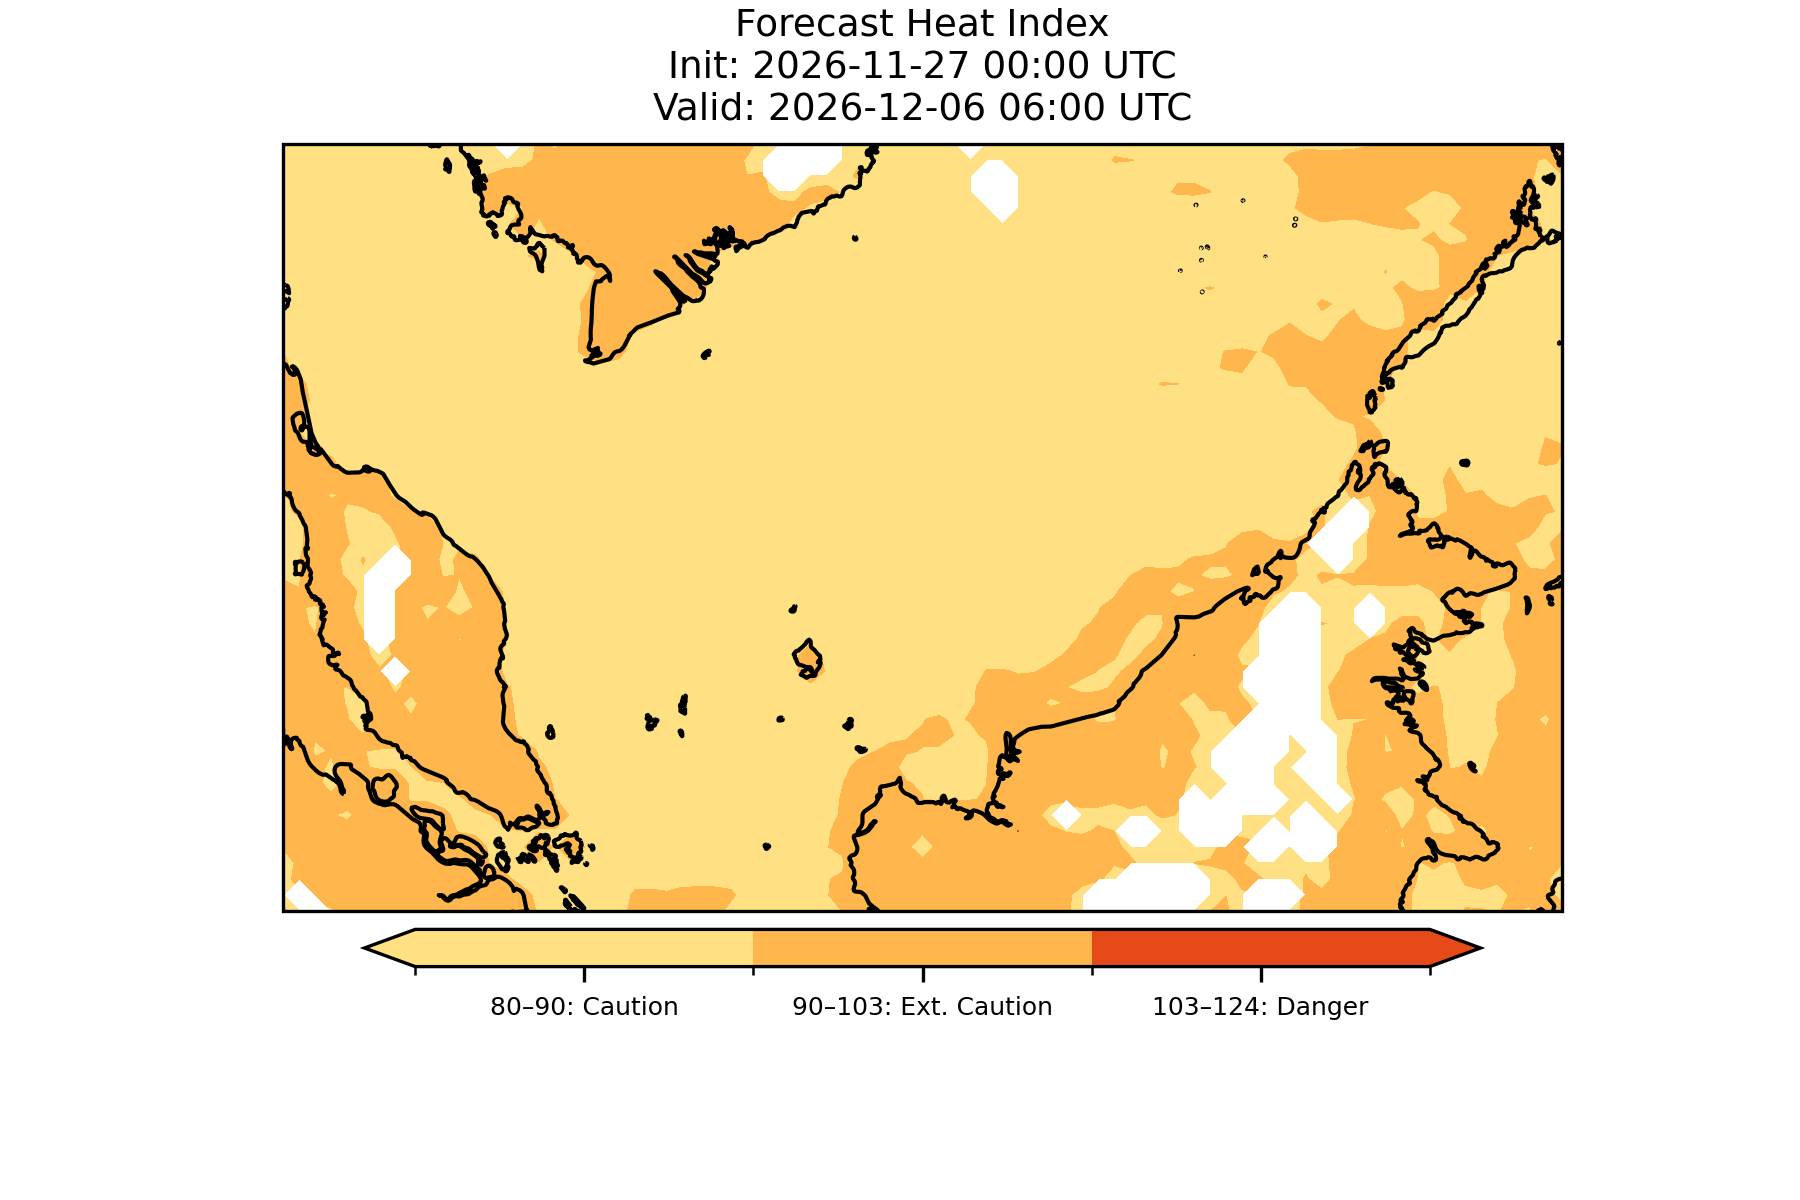 Forecast Heat Index
Init: 2026-11-27 00:00 UTC
Valid: 2026-12-06 06:00 UTC
80–90: Caution
90–103: Ext. Caution
103–124: Danger